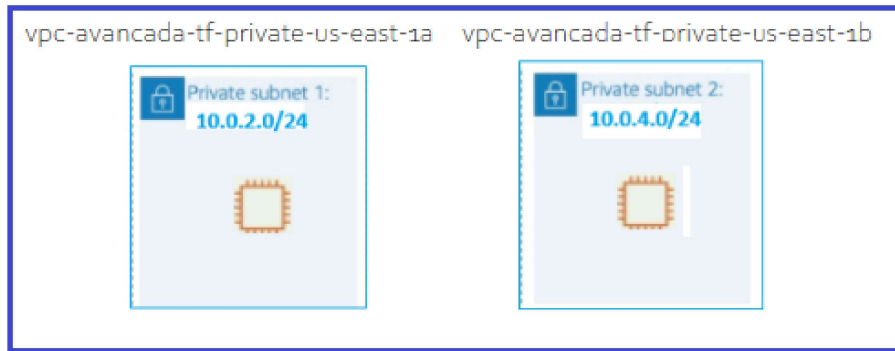 vpc-avancada-tf-private-us-east-1a
vpc-avancada-tf-private-us-east-1b
Private subnet 1:
10.0.2.0/24
Private subnet 2:
10.0.4.0/24